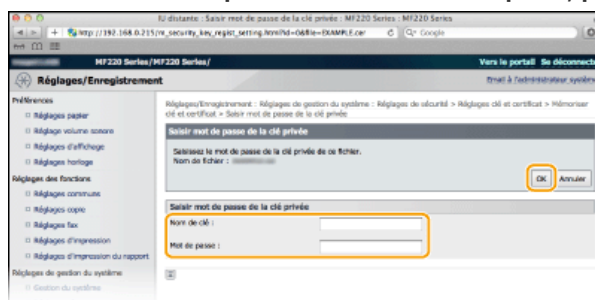 IU distante : Saisir mot de passe de la clé privée : MF220 Series : MF220 Series
http://192.168.0.215/m_security_key_regist_setting.html?id=0&file=EXAMPLE.cer
Google
MF220 Series/MF220 Series/
Vers le portail Se déconnecter
Réglages/Enregistrement
Email à l'administrateur système
Préférences
Réglages papier
Réglage volume sonore
Réglages d'affichage
Réglages horloge
Réglages des fonctions
Réglages communs
Réglages copie
Réglages fax
Réglages d'impression
Réglages d'impression du rapport
Réglages de gestion du système
Gestion du système
Réglages/Enregistrement : Réglages de gestion du système : Réglages de sécurité > Réglages clé et certificat > Mémoriser
clé et certificat > Saisir mot de passe de la clé privée
Saisir mot de passe de la clé privée
Saisissez le mot de passe de la clé privée de ce fichier.
Nom de fichier :
OK Annuler
Saisir mot de passe de la clé privée
Nom de clé :
Mot de passe :